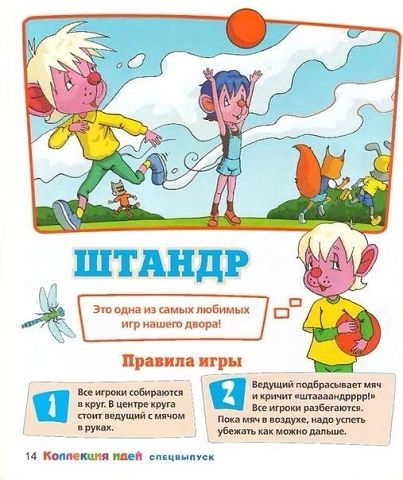 ШТАНДР
Это одна из самых любимых
игр нашего двора!
Правила игры
1
Все игроки собираются
в круг. В центре круга
стоит ведущий с мячом
в руках.
2
Ведущий подбрасывает мяч
и кричит «штаааандрррр!»
Все игроки разбегаются.
Пока мяч в воздухе, надо успеть
убежать как можно дальше.
14 Коллекция идей СПЕЦВЫПУСК